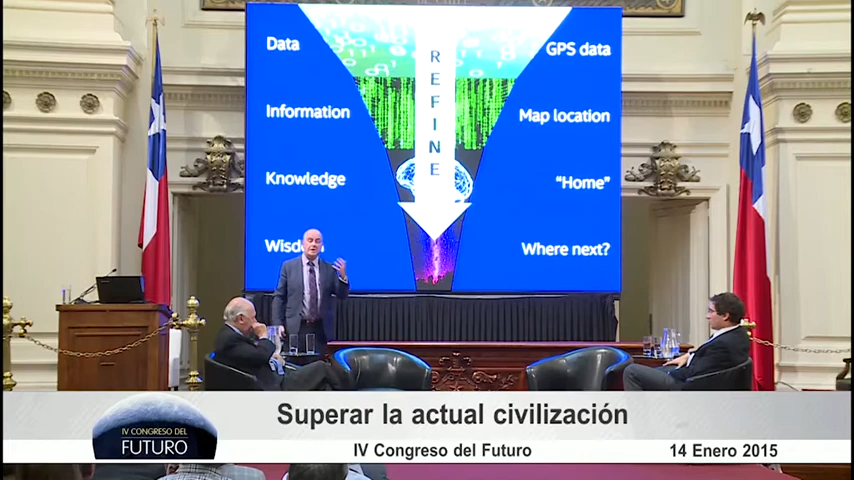 Data
GPS data
REFINE
Information
Map location
Knowledge
"Home"
Where next?
Superar la actual civilización
IV CONGRESO DEL
FUTURO
IV Congreso del Futuro
14 Enero 2015